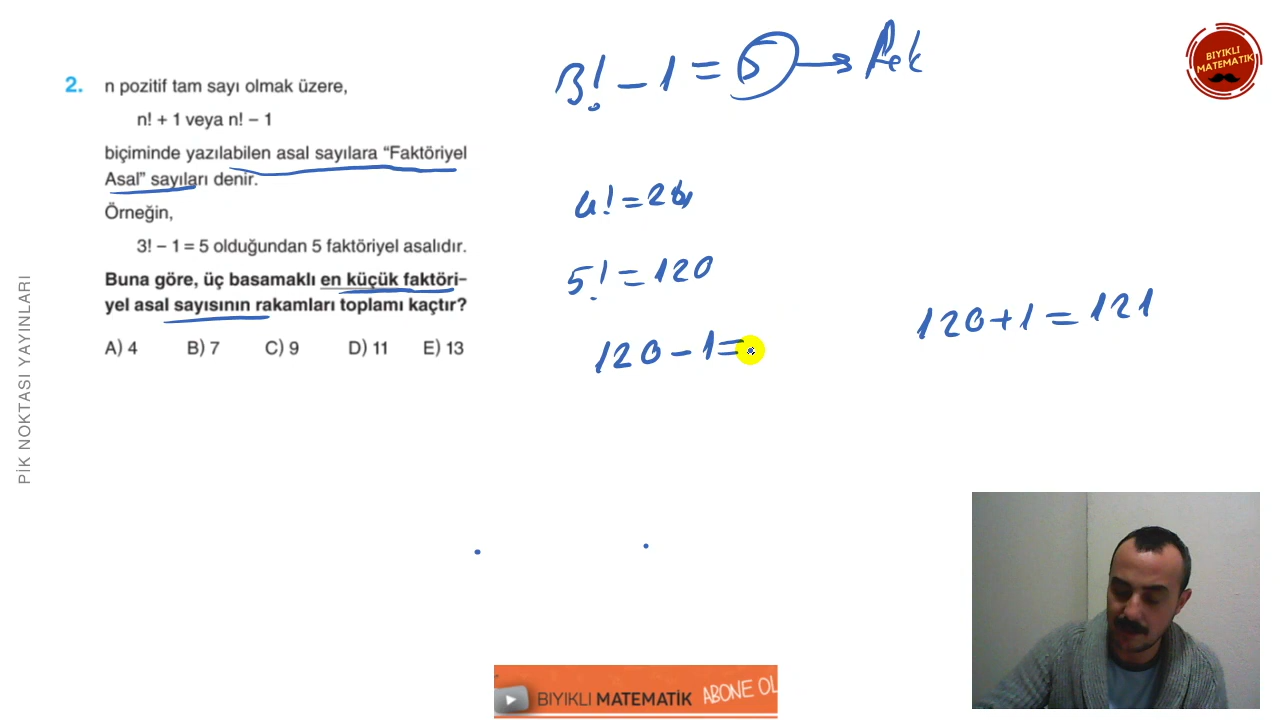 2. n pozitif tam sayı olmak üzere,
n! + 1 veya n! – 1
biçiminde yazılabilen asal sayılara “Faktöriyel
Asal” sayıları denir.
Örneğin,
3! – 1 = 5 olduğundan 5 faktöriyel asalıdır.
Buna göre, üç basamaklı en küçük faktöri-
yel asal sayısının rakamları toplamı kaçtır?
A) 4 B) 7 C) 9 D) 11 E) 13
PİK NOKTASI YAYINLARI
3! – 1 = 5 →
4! = 24
5! = 120
120 – 1 =
120 + 1 = 121
BIYIKLI
MATEMATİK
BIYIKLI MATEMATİK ABONE OL